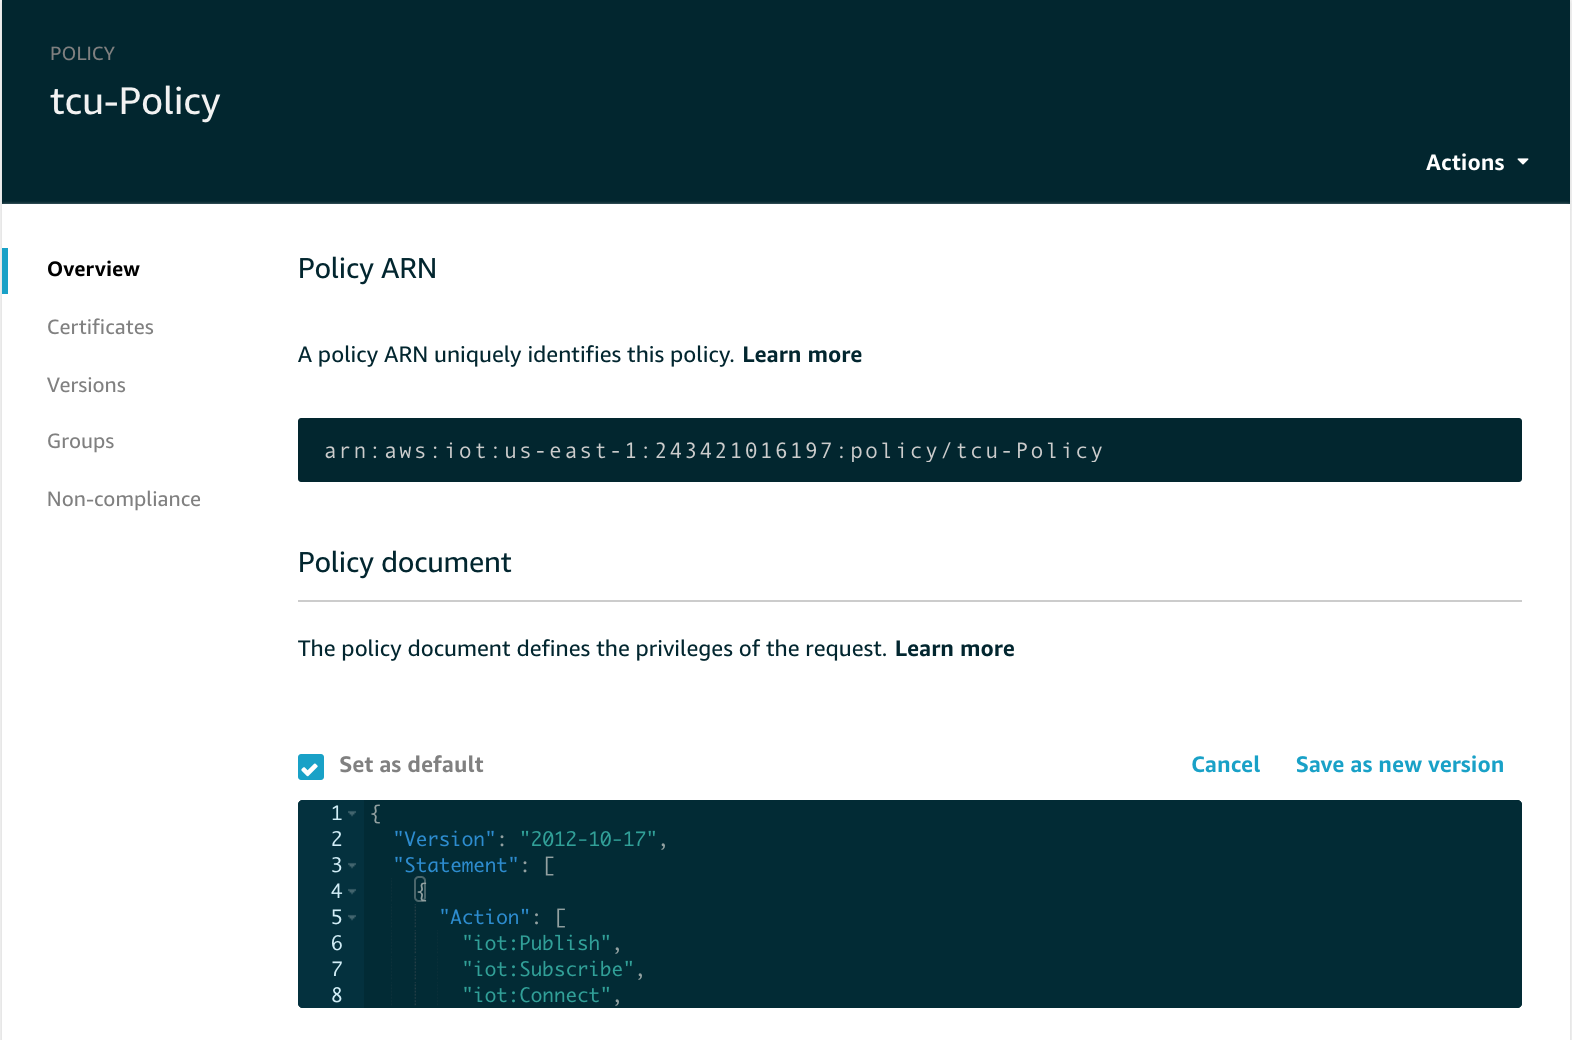 POLICY
tcu-Policy
Actions
Overview
Certificates
Versions
Groups
Non-compliance
Policy ARN
A policy ARN uniquely identifies this policy. Learn more
arn:aws:iot:us-east-1:243421016197:policy/tcu-Policy
Policy document
The policy document defines the privileges of the request. Learn more
Set as default
Cancel Save as new version
1 {
2 "Version": "2012-10-17",
3 "Statement": [
4 {
5 "Action": [
6 "iot:Publish",
7 "iot:Subscribe",
8 "iot:Connect",